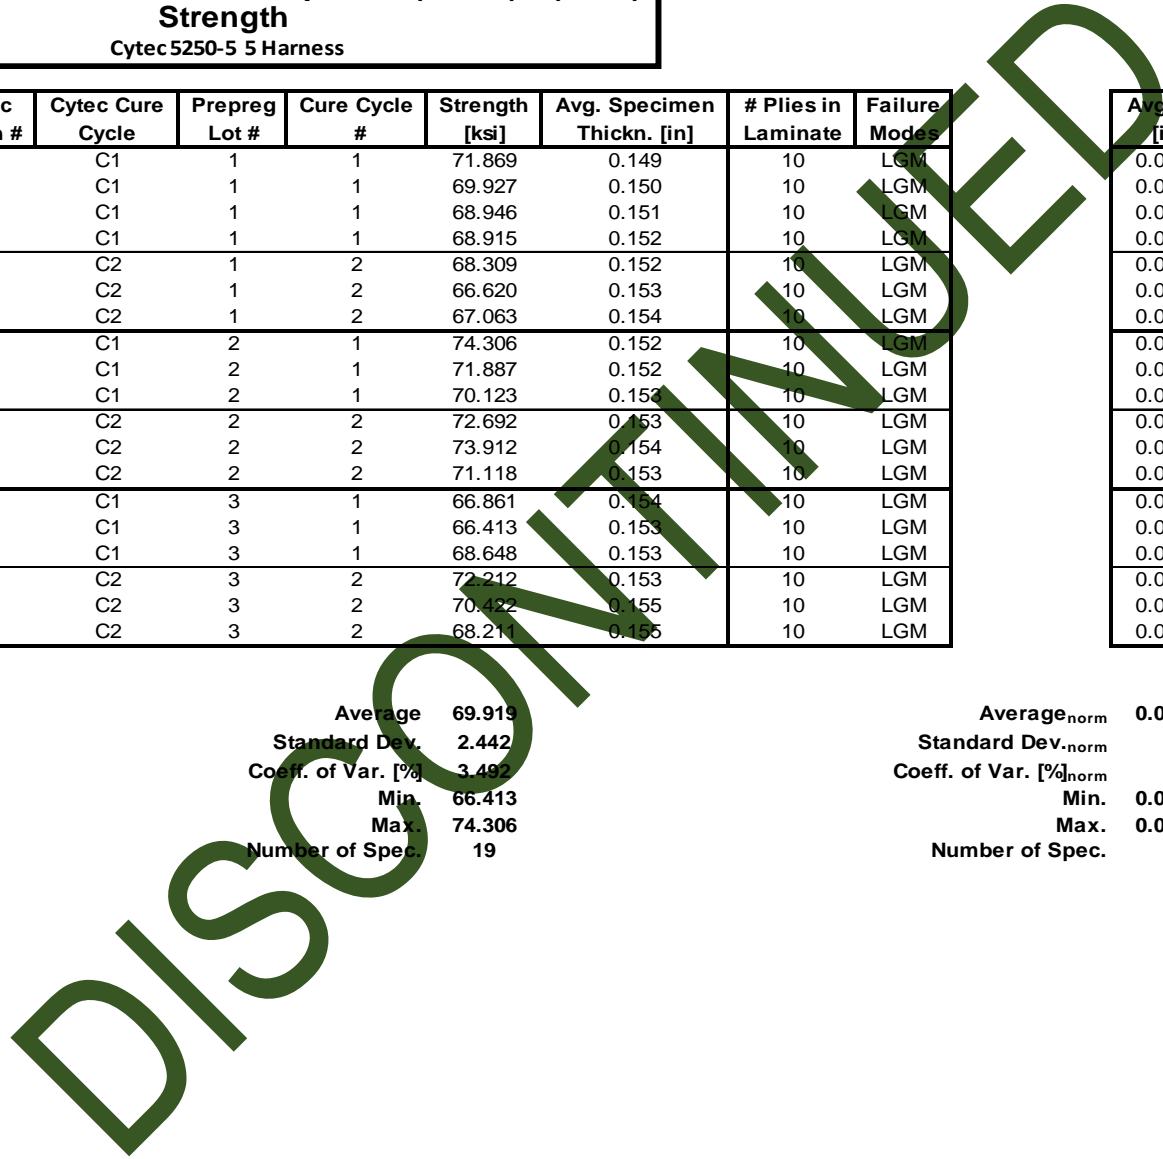 Strength
Cytec 5250-5 5 Harness
Cytec Cure Prepreg Cure Cycle Strength Avg. Specimen # Plies in Failure
# Cycle Lot # # [ksi] Thickn. [in] Laminate Modes
C1 1 1 71.869 0.149 10 LGM
C1 1 1 69.927 0.150 10 LGM
C1 1 1 68.946 0.151 10 LGM
C1 1 1 68.915 0.152 10 LGM
C2 1 2 68.309 0.152 10 LGM
C2 1 2 66.620 0.153 10 LGM
C2 1 2 67.063 0.154 10 LGM
C1 2 1 74.306 0.152 10 LGM
C1 2 1 71.887 0.152 10 LGM
C1 2 1 70.123 0.153 10 LGM
C2 2 2 72.692 0.153 10 LGM
C2 2 2 73.912 0.154 10 LGM
C2 2 2 71.118 0.153 10 LGM
C1 3 1 66.861 0.154 10 LGM
C1 3 1 66.413 0.153 10 LGM
C1 3 1 68.648 0.153 10 LGM
C2 3 2 72.212 0.153 10 LGM
C2 3 2 70.422 0.155 10 LGM
C2 3 2 68.211 0.155 10 LGM
Average 69.919 Averagenorm
Standard Dev. 2.442 Standard Dev.norm
Coeff. of Var. [%] 3.492 Coeff. of Var. [%]norm
Min. 66.413 Min.
Max. 74.306 Max.
Number of Spec. 19 Number of Spec.
DISCONTINUED